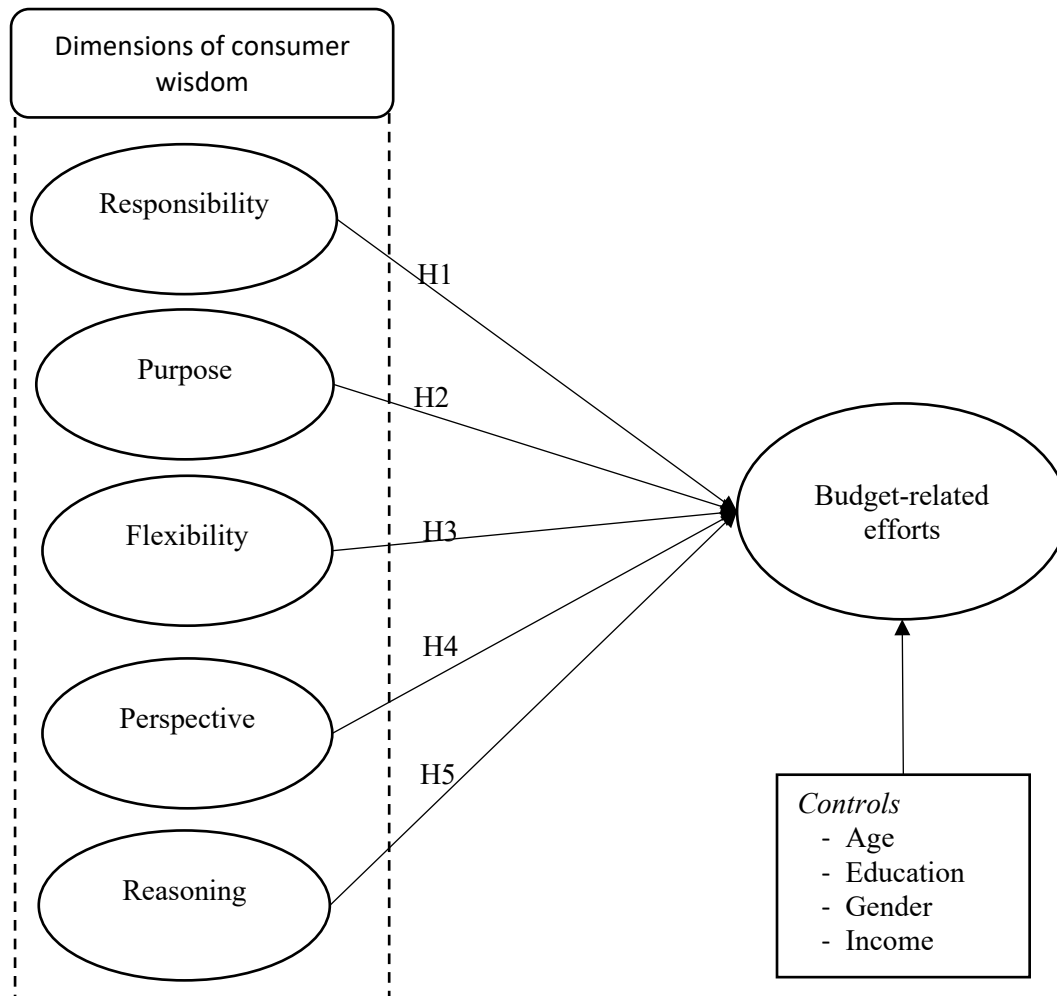 Dimensions of consumer
wisdom
Responsibility
H1
Purpose
H2
Flexibility
H3
Budget-related
efforts
Perspective
H4
Reasoning
H5
Controls
- Age
- Education
- Gender
- Income